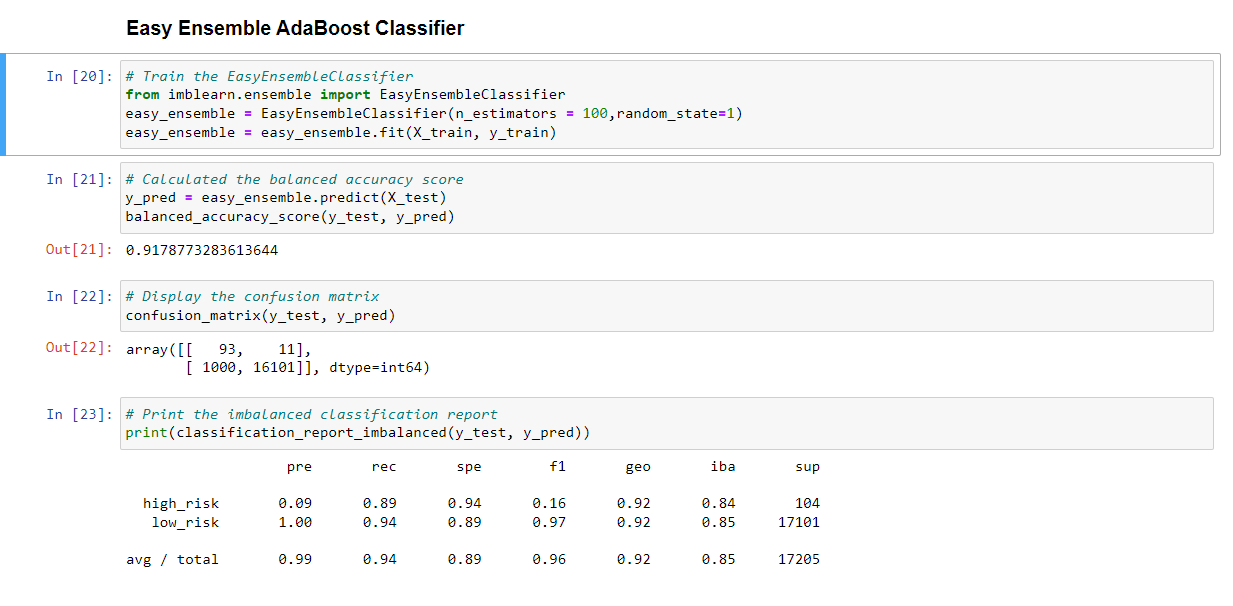 Easy Ensemble AdaBoost Classifier
In [20]: # Train the EasyEnsembleClassifier
from imblearn.ensemble import EasyEnsembleClassifier
easy_ensemble = EasyEnsembleClassifier(n_estimators = 100,random_state=1)
easy_ensemble = easy_ensemble.fit(X_train, y_train)
In [21]: # Calculated the balanced accuracy score
y_pred = easy_ensemble.predict(X_test)
balanced_accuracy_score(y_test, y_pred)
Out[21]: 0.9178773283613644
In [22]: # Display the confusion matrix
confusion_matrix(y_test, y_pred)
Out[22]: array([[   93,    11],
       [ 1000, 16101]], dtype=int64)
In [23]: # Print the imbalanced classification report
print(classification_report_imbalanced(y_test, y_pred))
                   pre       rec       spe        f1       geo       iba       sup
  high_risk       0.09      0.89      0.94      0.16      0.92      0.84       104
   low_risk       1.00      0.94      0.89      0.97      0.92      0.85     17101
avg / total       0.99      0.94      0.89      0.96      0.92      0.85     17205